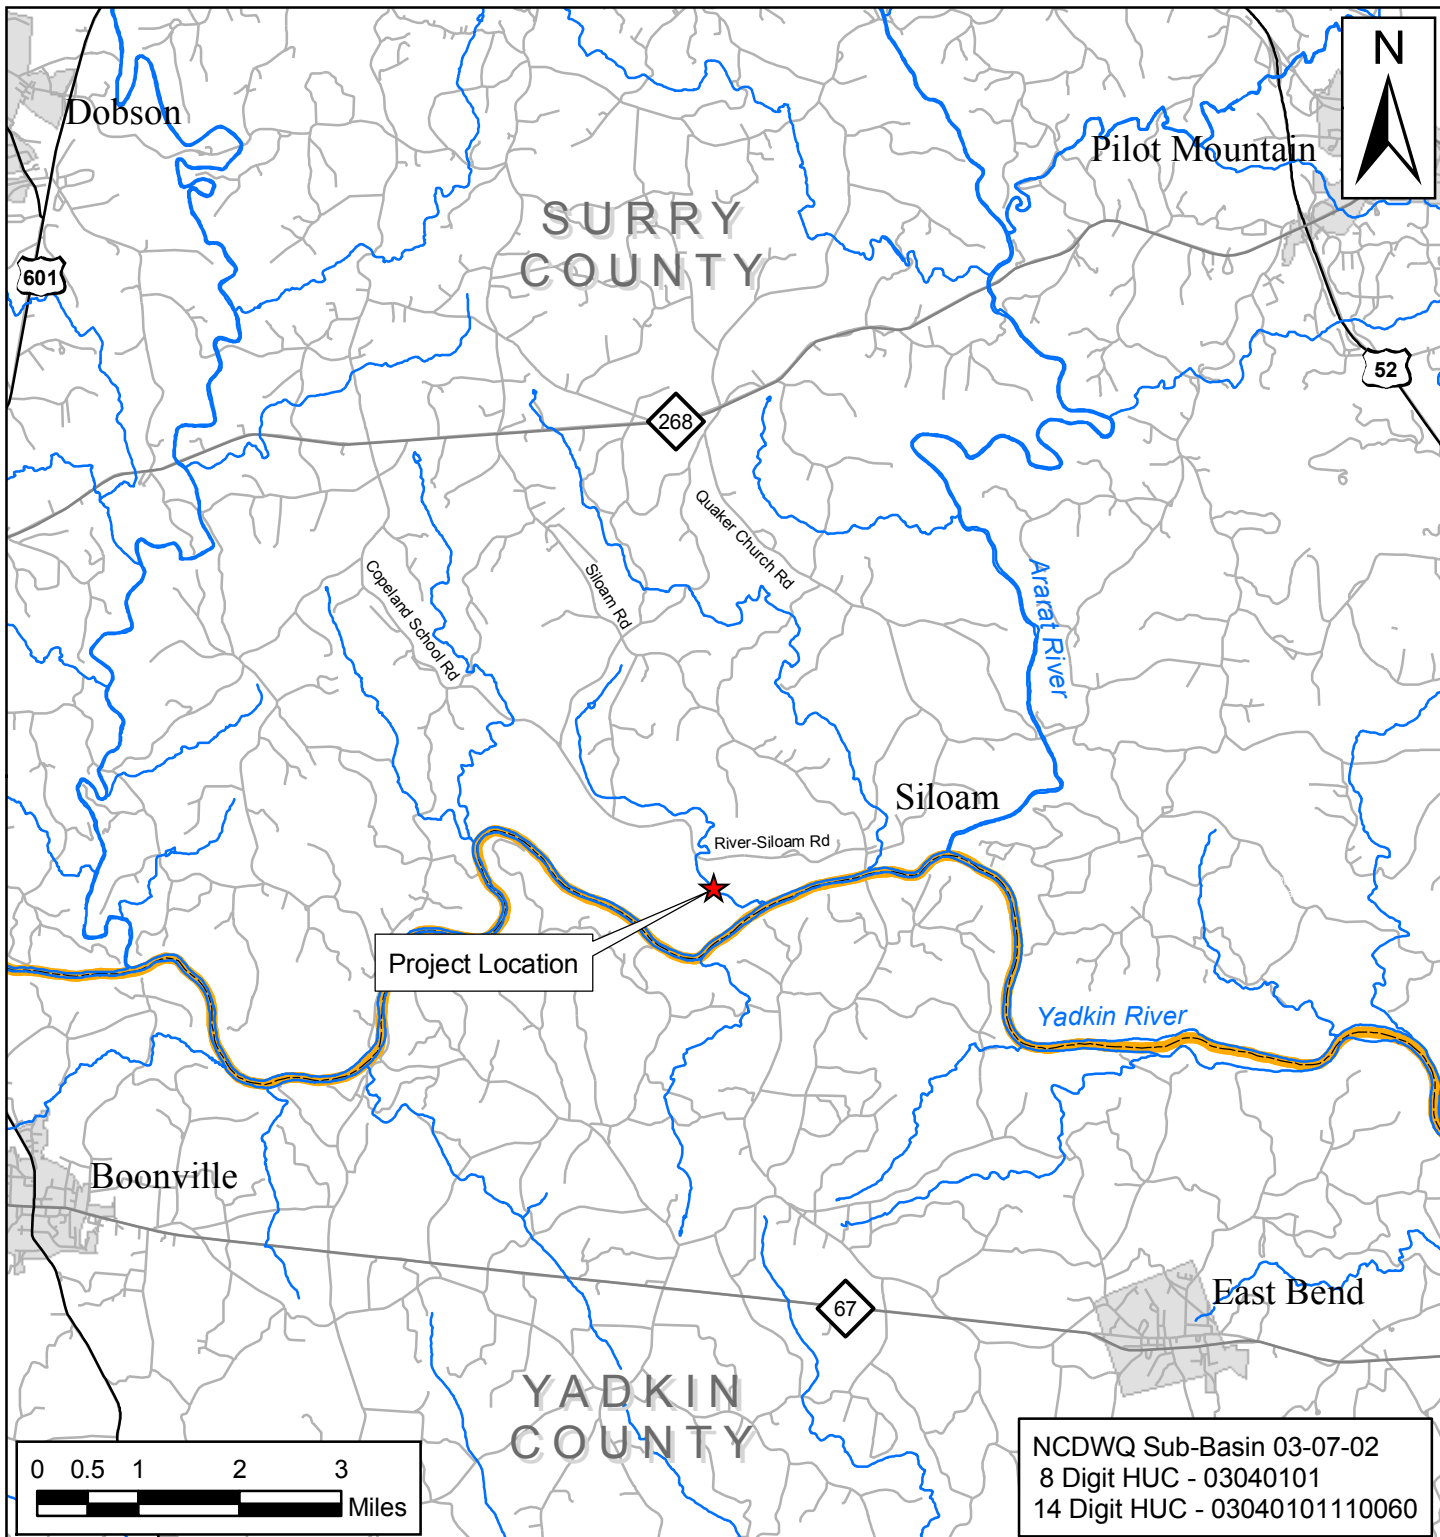 N
Dobson
Pilot Mountain
SURRY
COUNTY
601
52
268
Quaker Church Rd
Copeland School Rd
Siloam Rd
Ararat River
Siloam
River-Siloam Rd
Project Location
Yadkin River
Boonville
East Bend
67
YADKIN
COUNTY
0 0.5 1 2 3
Miles
NCDWQ Sub-Basin 03-07-02
8 Digit HUC - 03040101
14 Digit HUC - 03040101110060